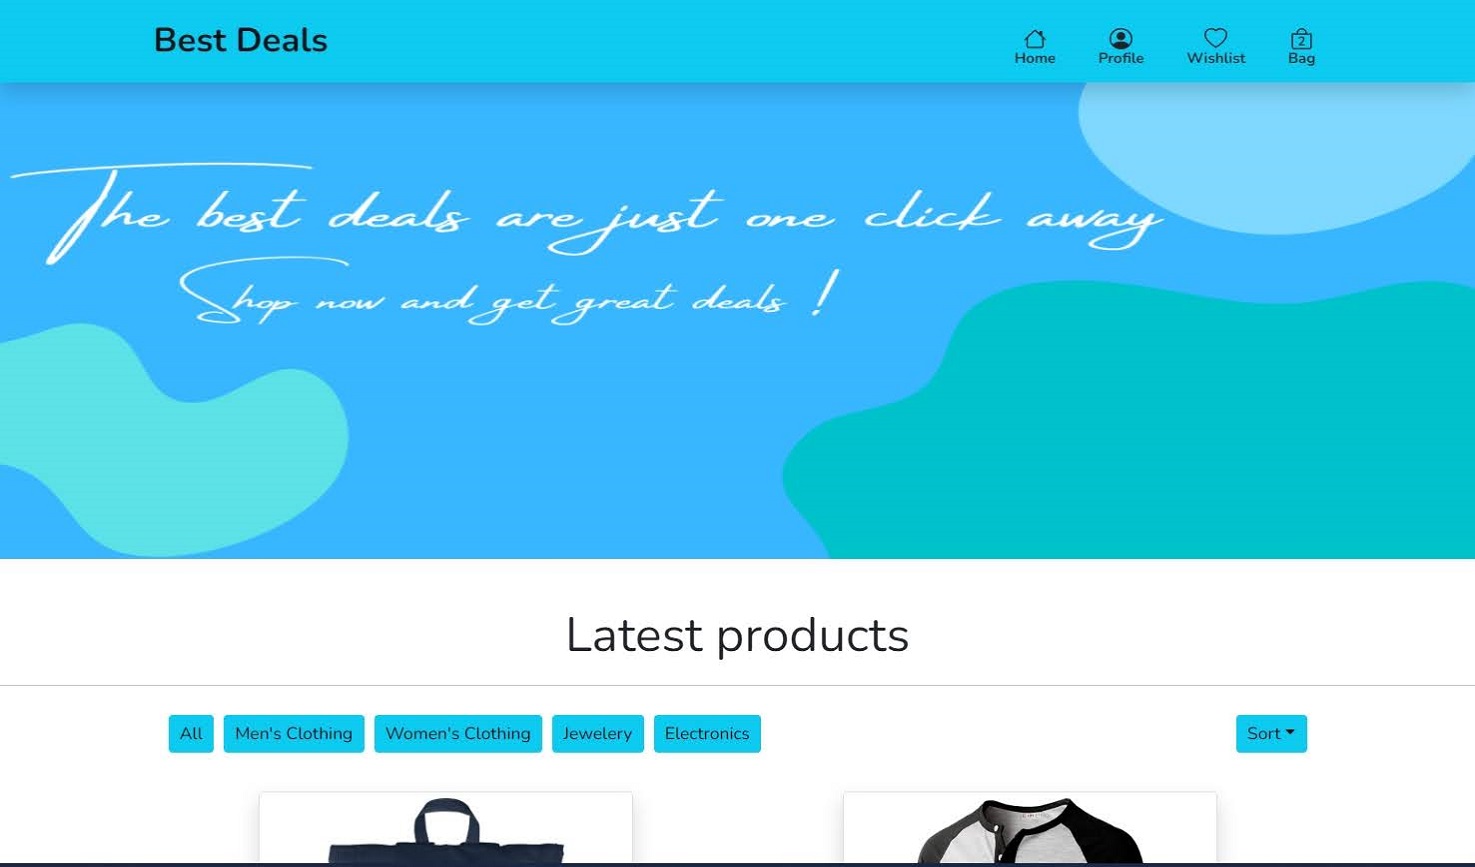 Best Deals
Home Profile Wishlist 2 Bag
The best deals are just one click away
Shop now and get great deals !
Latest products
All Men's Clothing Women's Clothing Jewelery Electronics Sort